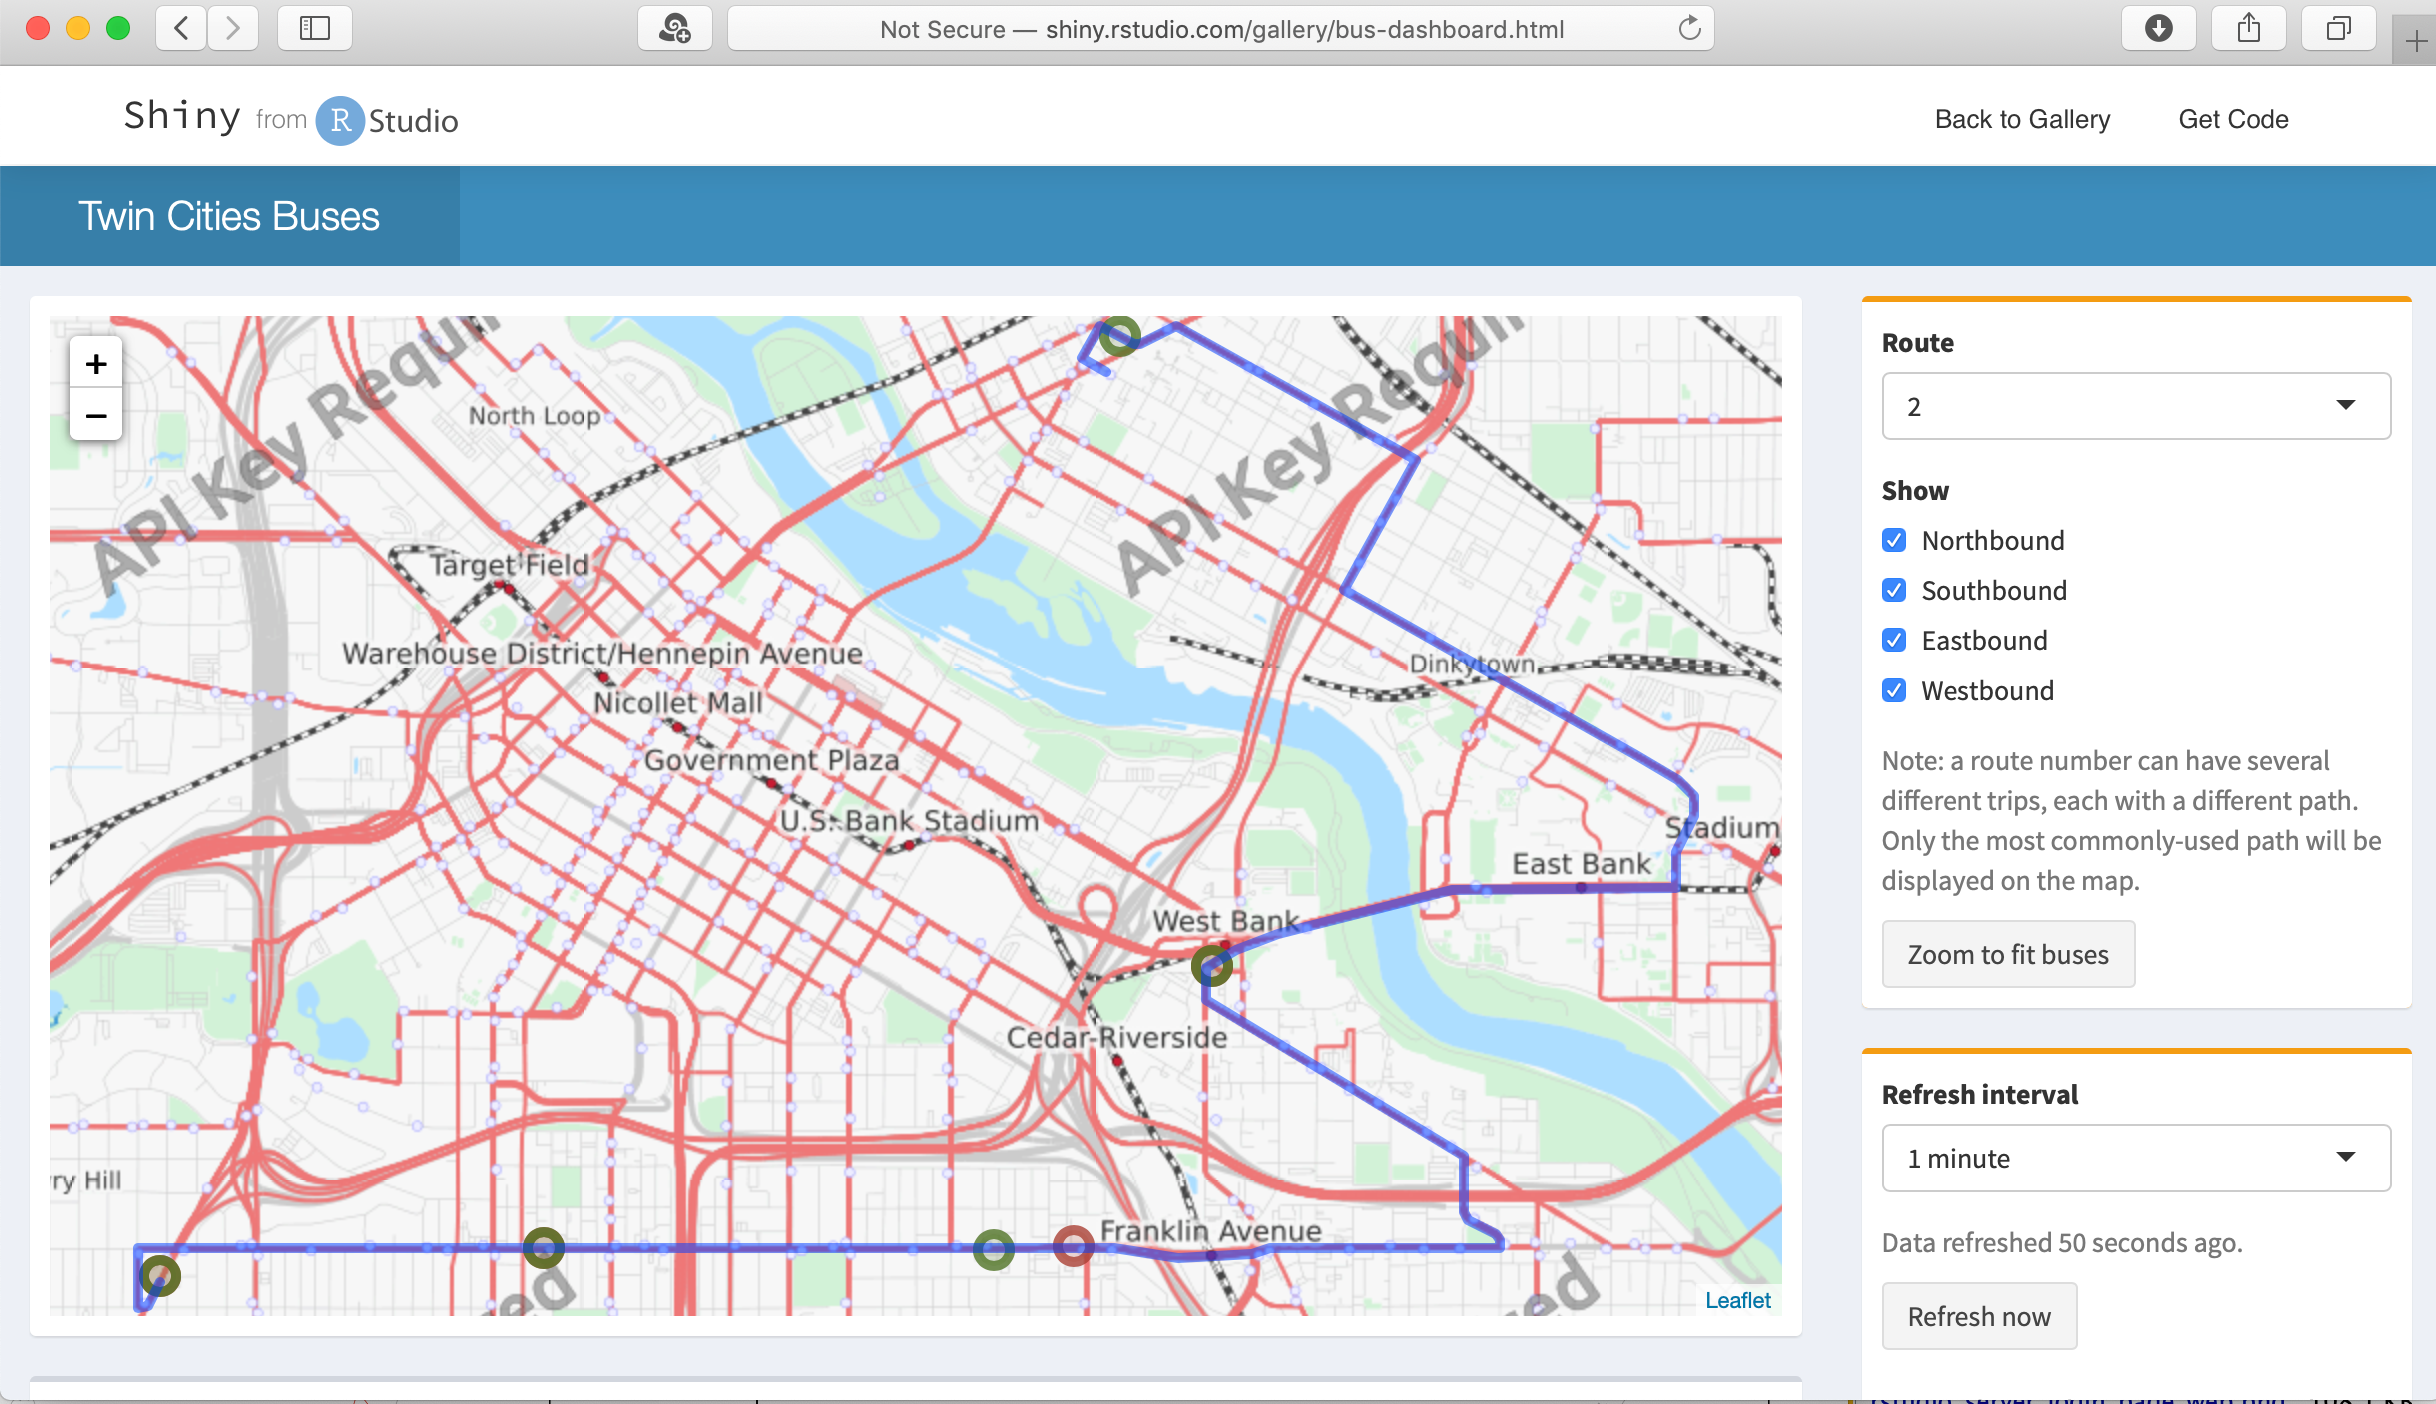 Not Secure — shiny.rstudio.com/gallery/bus-dashboard.html
Shiny from R Studio
Back to Gallery
Get Code
Twin Cities Buses
+
−
API Key Requi
API Key Requi
North Loop
Target Field
Warehouse District/Hennepin Avenue
Nicollet Mall
Government Plaza
U.S. Bank Stadium
Dinkytown
Stadium
East Bank
West Bank
Cedar-Riverside
ry Hill
Franklin Avenue
ed
ed
Leaflet
Route
2
Show
Northbound
Southbound
Eastbound
Westbound
Note: a route number can have several
different trips, each with a different path.
Only the most commonly-used path will be
displayed on the map.
Zoom to fit buses
Refresh interval
1 minute
Data refreshed 50 seconds ago.
Refresh now